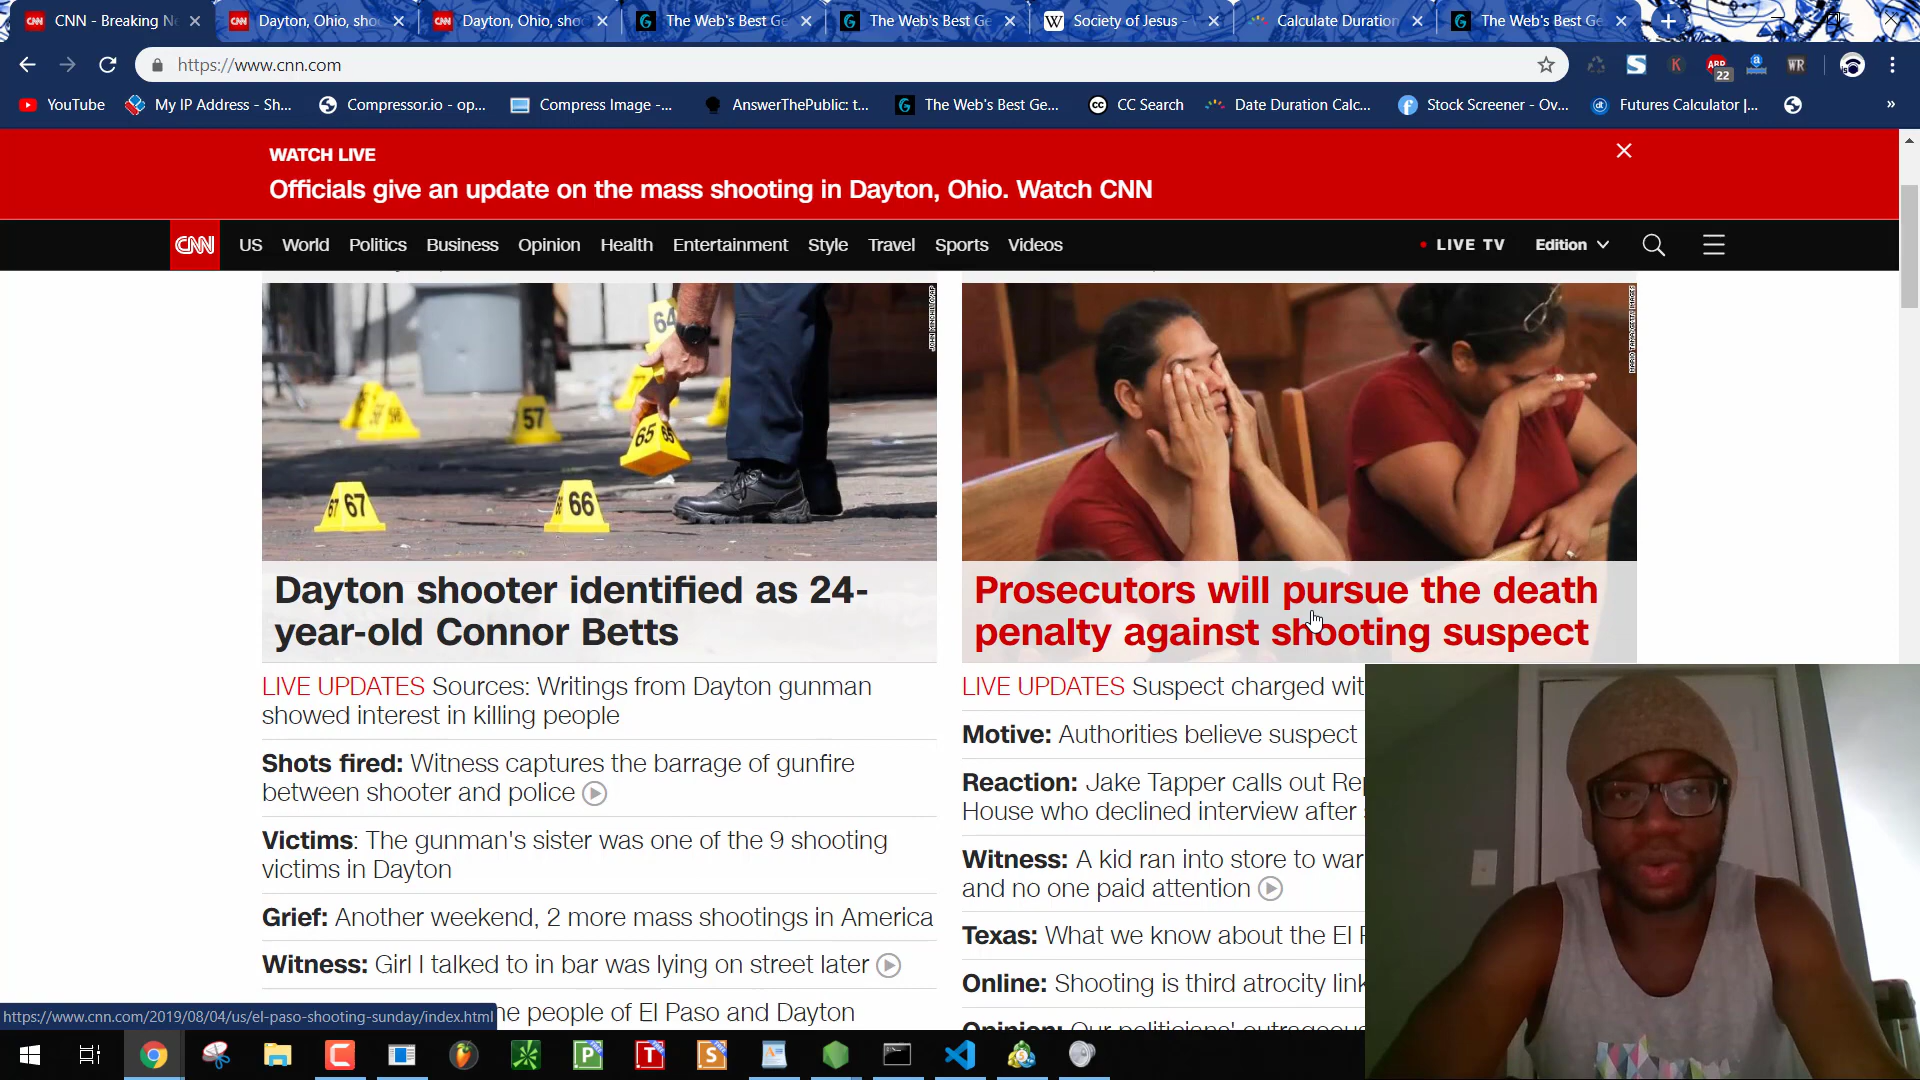 CNN - Breaking Ne
Dayton, Ohio, sho
Dayton, Ohio, sho
The Web's Best Ge
The Web's Best Ge
Society of Jesus -
Calculate Duration
The Web's Best Ge
https://www.cnn.com
22
WR
YouTube
My IP Address - Sh...
Compressor.io - op...
Compress Image -...
AnswerThePublic: t...
The Web's Best Ge...
CC Search
Date Duration Calc...
Stock Screener - Ov...
Futures Calculator |...
WATCH LIVE
Officials give an update on the mass shooting in Dayton, Ohio. Watch CNN
CNN US World Politics Business Opinion Health Entertainment Style Travel Sports Videos LIVE TV Edition
64
57
65
66
67
Dayton shooter identified as 24-
year-old Connor Betts
LIVE UPDATES Sources: Writings from Dayton gunman
showed interest in killing people
Shots fired: Witness captures the barrage of gunfire
between shooter and police
Victims: The gunman's sister was one of the 9 shooting
victims in Dayton
Grief: Another weekend, 2 more mass shootings in America
Witness: Girl I talked to in bar was lying on street later
he people of El Paso and Dayton
Prosecutors will pursue the death
penalty against shooting suspect
LIVE UPDATES Suspect charged wit
Motive: Authorities believe suspect
Reaction: Jake Tapper calls out Rep
House who declined interview after
Witness: A kid ran into store to war
and no one paid attention
Texas: What we know about the El P
Online: Shooting is third atrocity link
Opinion: Our politicians' outrageous
https://www.cnn.com/2019/08/04/us/el-paso-shooting-sunday/index.html